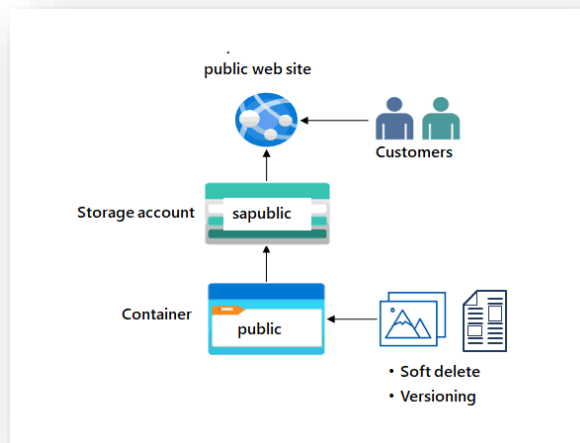 public web site
Customers
Storage account
sapublic
Container
public
• Soft delete
• Versioning